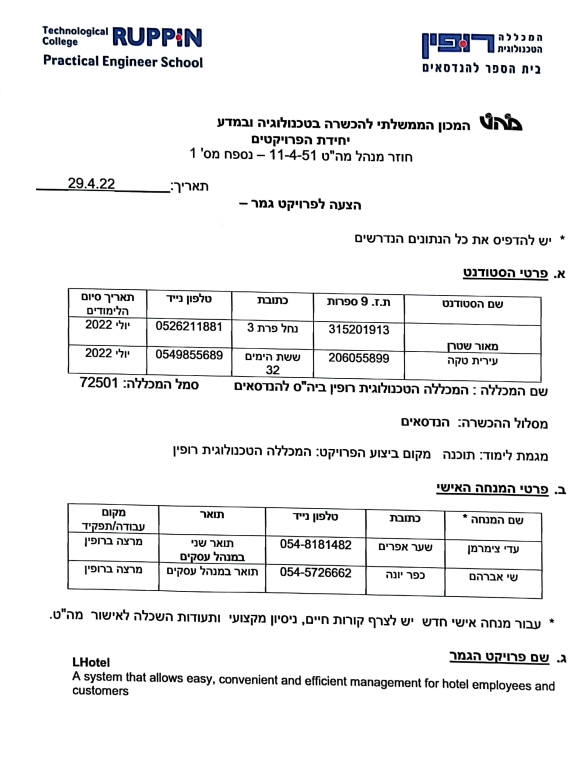 Technological
College RUPPIN
Practical Engineer School
המכללה
הטכנולוגית רופין
בית הספר להנדסאים
מה"ט המכון הממשלתי להכשרה בטכנולוגיה ובמדע
יחידת הפרויקטים
חוזר מנהל מה"ט 11-4-51 – נספח מס' 1
תאריך: 29.4.22
הצעה לפרויקט גמר –
* יש להדפיס את כל הנתונים הנדרשים
א. פרטי הסטודנט
שם הסטודנט ת.ז. 9 ספרות כתובת טלפון נייד תאריך סיום הלימודים
מאור שטרן 315201913 נחל פרת 3 0526211881 יולי 2022
עירית טקה 206055899 ששת הימים 32 0549855689 יולי 2022
שם המכללה : המכללה הטכנולוגית רופין ביה"ס להנדסאים סמל המכללה: 72501
מסלול ההכשרה: הנדסאים
מגמת לימוד: תוכנה מקום ביצוע הפרויקט: המכללה הטכנולוגית רופין
ב. פרטי המנחה האישי
שם המנחה * כתובת טלפון נייד תואר מקום עבודה/תפקיד
עדי צימרמן שער אפרים 054-8181482 תואר שני במנהל עסקים מרצה ברופין
שי אברהם כפר יונה 054-5726662 תואר במנהל עסקים מרצה ברופין
* עבור מנחה אישי חדש יש לצרף קורות חיים, ניסיון מקצועי ותעודות השכלה לאישור מה"ט.
ג. שם פרויקט הגמר
LHotel
A system that allows easy, convenient and efficient management for hotel employees and
customers